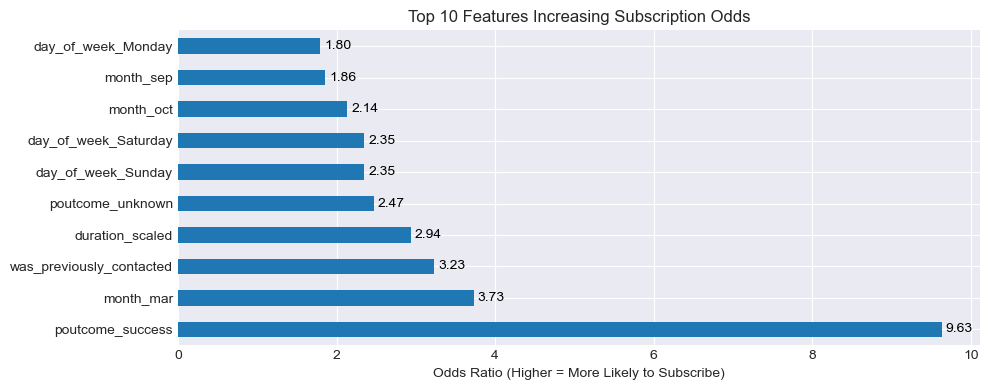 Top 10 Features Increasing Subscription Odds
day_of_week_Monday 1.80
month_sep 1.86
month_oct 2.14
day_of_week_Saturday 2.35
day_of_week_Sunday 2.35
poutcome_unknown 2.47
duration_scaled 2.94
was_previously_contacted 3.23
month_mar 3.73
poutcome_success 9.63
0 2 4 6 8 10
Odds Ratio (Higher = More Likely to Subscribe)